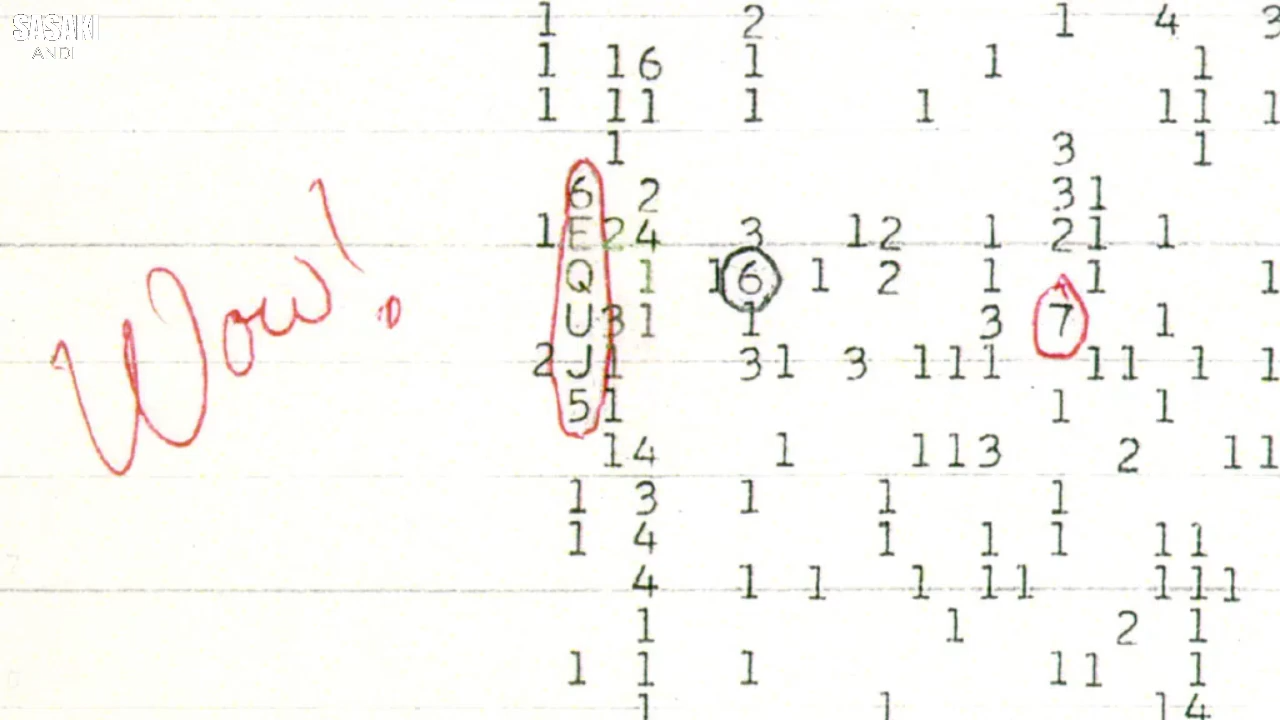 SASAKI
ANDI
1 2 1 4 3
1 16 1 1 1
1 11 1 1 11 1
1 3 1
6 2 31
1E24 3 12 1 21 1
Q 1 16 1 2 1 1 1
U31 1 3 7 1
2J1 31 3 111 11 1 1
51 1 1
14 1 113 2 11
1 3 1 1 1
1 4 1 1 1 11
4 1 1 1 11 111
1 1 2 1
1 1 1 11 1
1 1 14
Wow!